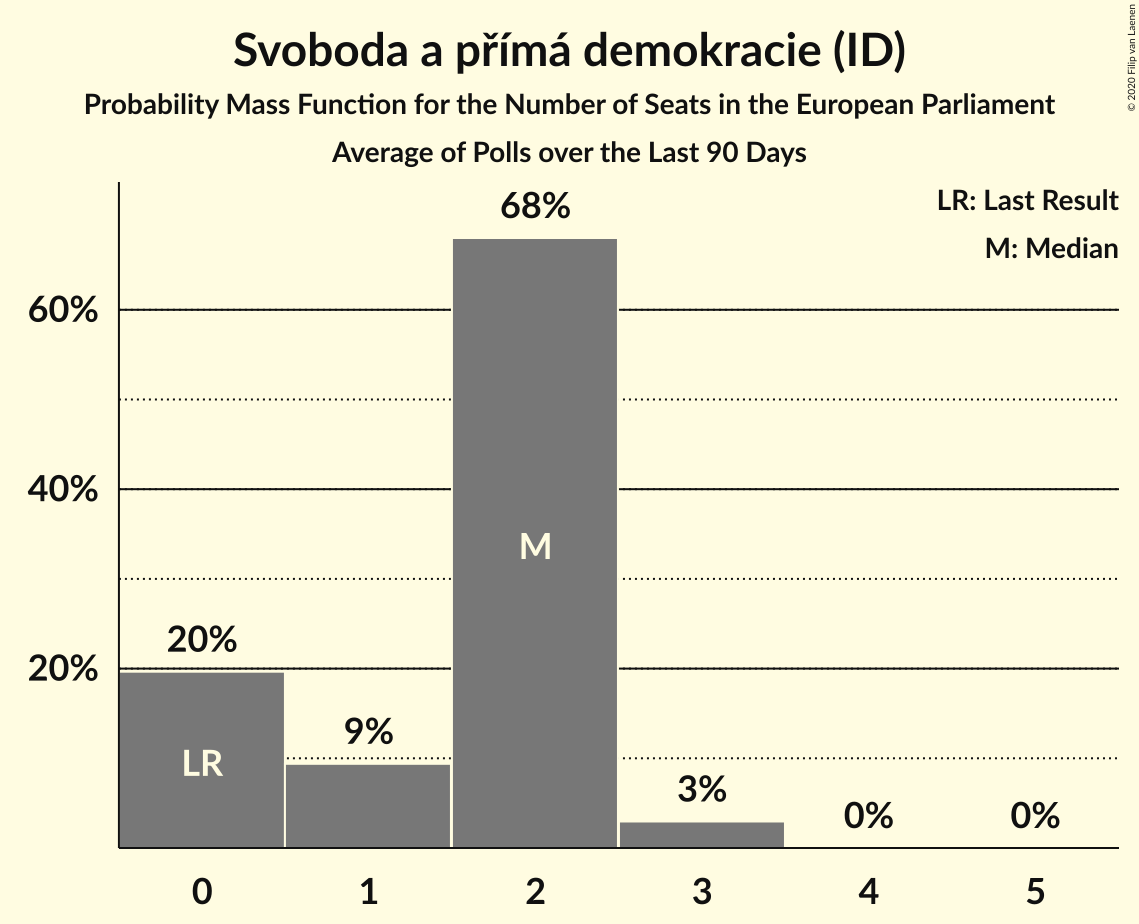 Svoboda a přímá demokracie (ID)
Probability Mass Function for the Number of Seats in the European Parliament
Average of Polls over the Last 90 Days
© 2020 Filip van Laenen
LR: Last Result
M: Median
68%
60%
40%
M
20%
20%
9%
LR
3%
0%
0%
0 1 2 3 4 5